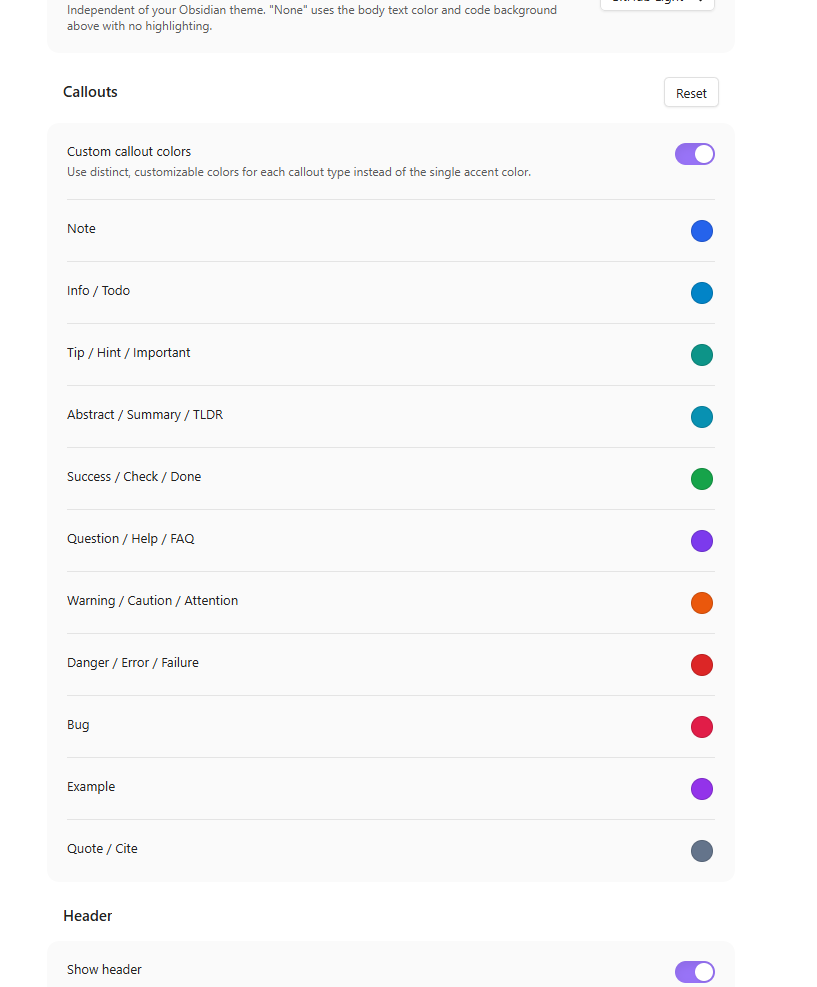 Independent of your Obsidian theme. "None" uses the body text color and code background
above with no highlighting.
Callouts
Reset
Custom callout colors
Use distinct, customizable colors for each callout type instead of the single accent color.
Note
Info / Todo
Tip / Hint / Important
Abstract / Summary / TLDR
Success / Check / Done
Question / Help / FAQ
Warning / Caution / Attention
Danger / Error / Failure
Bug
Example
Quote / Cite
Header
Show header